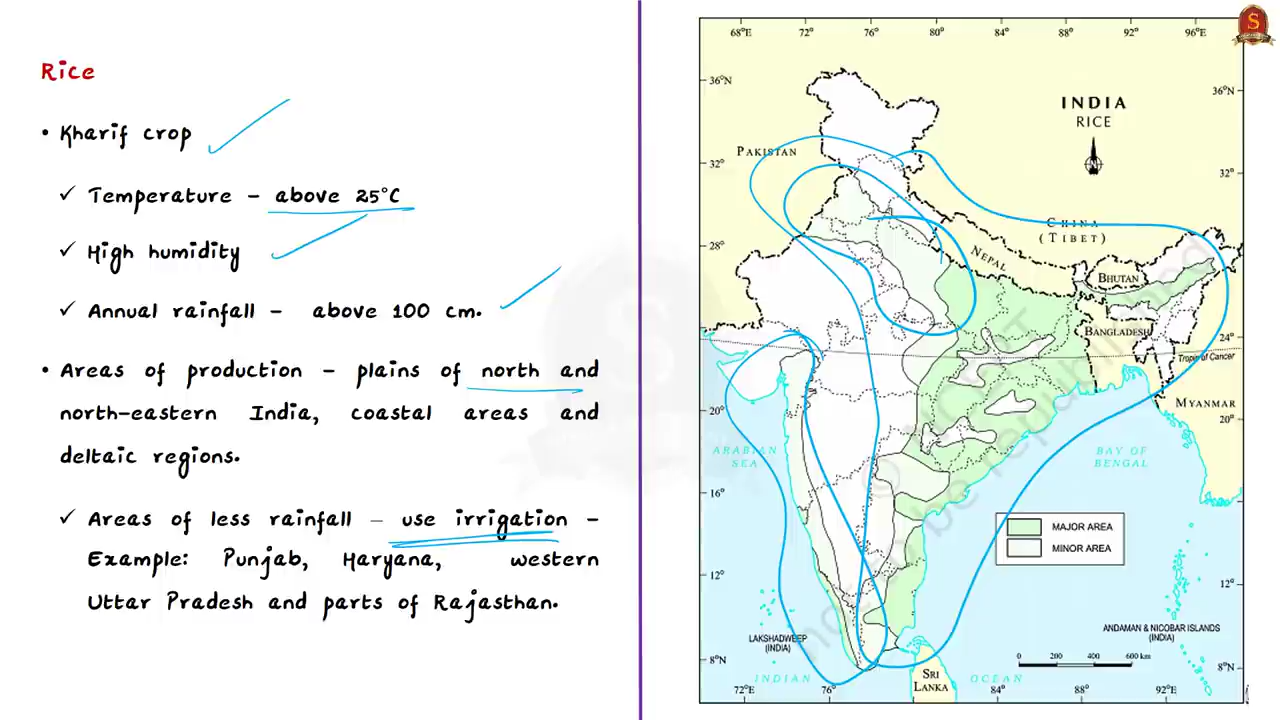 Rice
• Kharif crop
✓ Temperature – above 25°C
✓ High humidity
✓ Annual rainfall – above 100 cm.
• Areas of production – plains of north and
north-eastern India, coastal areas and
deltaic regions.
✓ Areas of less rainfall – use irrigation –
Example: Punjab, Haryana, western
Uttar Pradesh and parts of Rajasthan.
68°E 72° 76° 80° 84° 88° 92° 96°E
36°N 36°N
INDIA
RICE
PAKISTAN
32° 32°
CHINA
(TIBET)
28°
NEPAL
BHUTAN
BANGLADESH
24° 24°
Tropic of Cancer
MYANMAR
20° 20°
ARABIAN
SEA
BAY OF
BENGAL
16° 16°
MAJOR AREA
MINOR AREA
12° 12°
LAKSHADWEEP
(INDIA)
ANDAMAN & NICOBAR ISLANDS
(INDIA)
0 200 400 600 km
8°N 8°N
SRI
LANKA
INDIAN OCEAN
72°E 76° 84° 88° 92°E
S